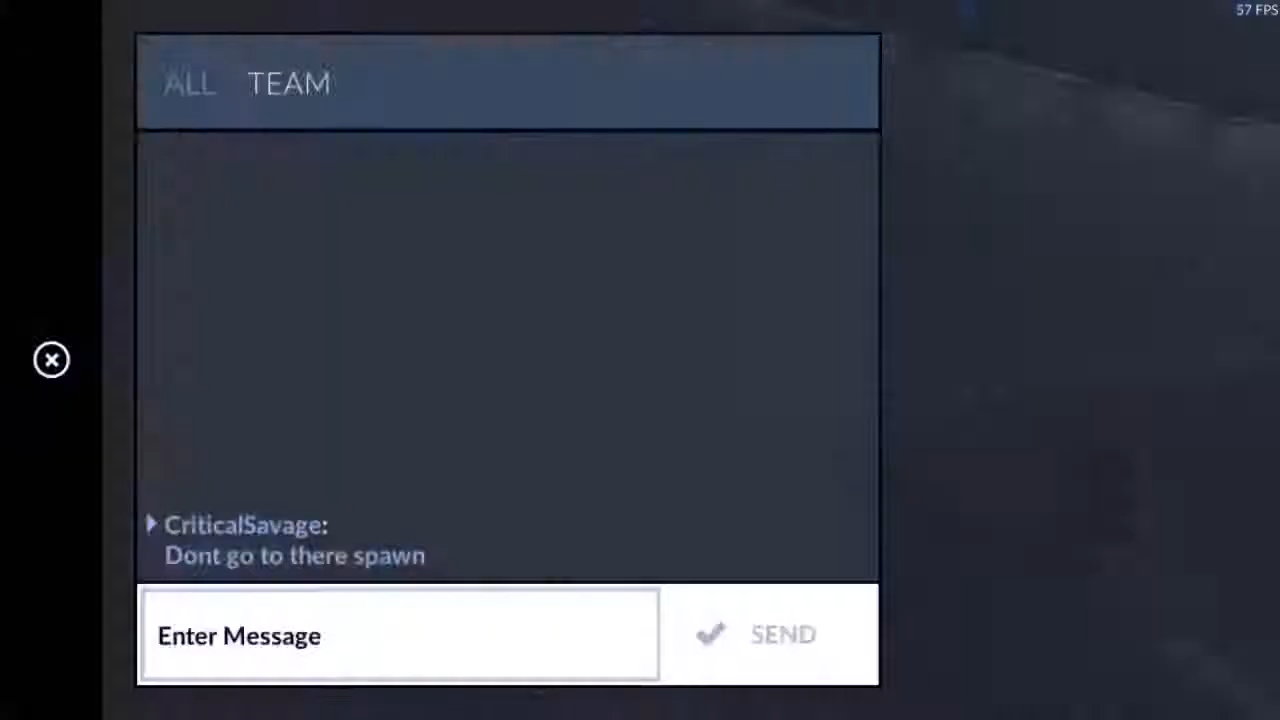 57 FPS
ALL TEAM
CriticalSavage:
Dont go to there spawn
Enter Message
SEND